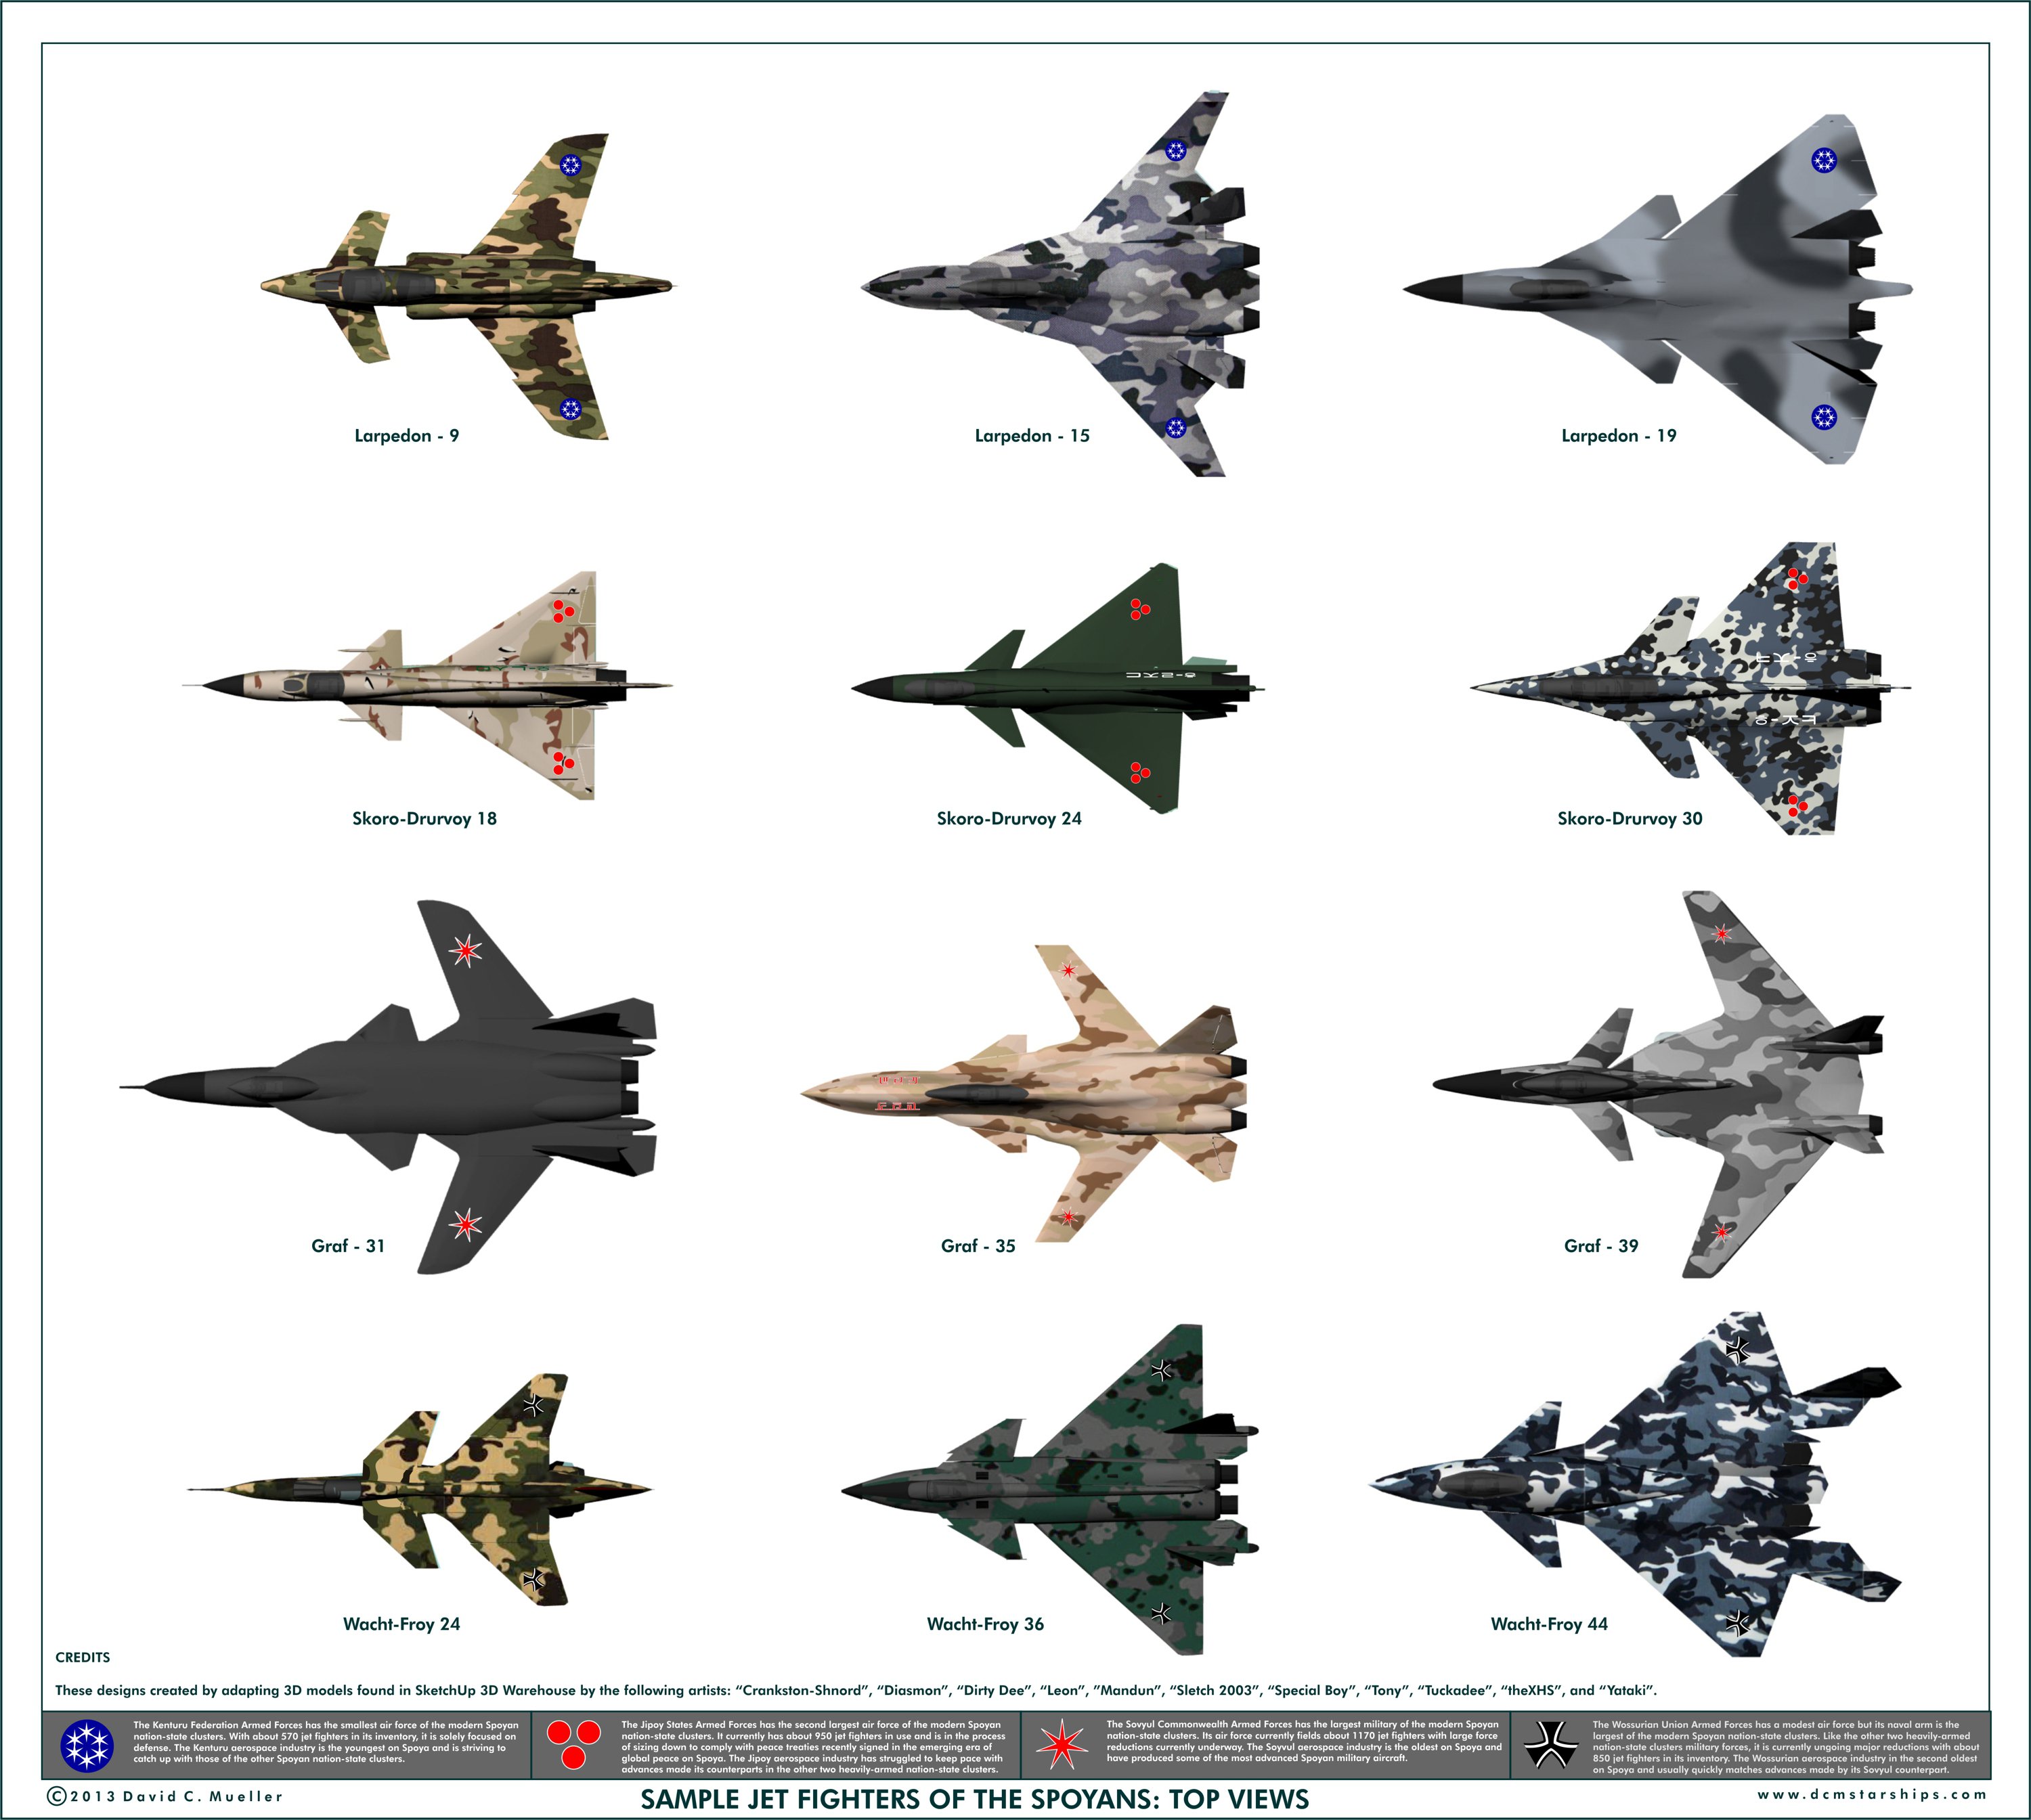 Larpedon - 9
Larpedon - 15
Larpedon - 19
Skoro-Drurvoy 18
Skoro-Drurvoy 24
Skoro-Drurvoy 30
Graf - 31
Graf - 35
Graf - 39
Wacht-Froy 24
Wacht-Froy 36
Wacht-Froy 44
CREDITS
These designs created by adapting 3D models found in SketchUp 3D Warehouse by the following artists: “Crankston-Shnord”, “Diasmon”, “Dirty Dee”, “Leon”, ”Mandun”, “Sletch 2003”, “Special Boy”, “Tony”, “Tuckadee”, “theXHS”, and “Yataki”.
The Kenturu Federation Armed Forces has the smallest air force of the modern Spoyan
nation-state clusters. With about 570 jet fighters in its inventory, it is solely focused on
defense. The Kenturu aerospace industry is the youngest on Spoya and is striving to
catch up with those of the other Spoyan nation-state clusters.
The Jipoy States Armed Forces has the second largest air force of the modern Spoyan
nation-state clusters. It currently has about 950 jet fighters in use and is in the process
of sizing down to comply with peace treaties recently signed in the emerging era of
global peace on Spoya. The Jipoy aerospace industry has struggled to keep pace with
advances made its counterparts in the other two heavily-armed nation-state clusters.
The Sovyul Commonwealth Armed Forces has the largest military of the modern Spoyan
nation-state clusters. Its air force currently fields about 1170 jet fighters with large force
reductions currently underway. The Soyvul aerospace industry is the oldest on Spoya and
have produced some of the most advanced Spoyan military aircraft.
The Wossurian Union Armed Forces has a modest air force but its naval arm is the
largest of the modern Spoyan nation-state clusters. Like the other two heavily-armed
nation-state clusters military forces, it is currently ungoing major reductions with about
850 jet fighters in its inventory. The Wossurian aerospace industry in the second oldest
on Spoya and usually quickly matches advances made by its Sovyul counterpart.
©2013 David C. Mueller
SAMPLE JET FIGHTERS OF THE SPOYANS: TOP VIEWS
www.dcmstarships.com